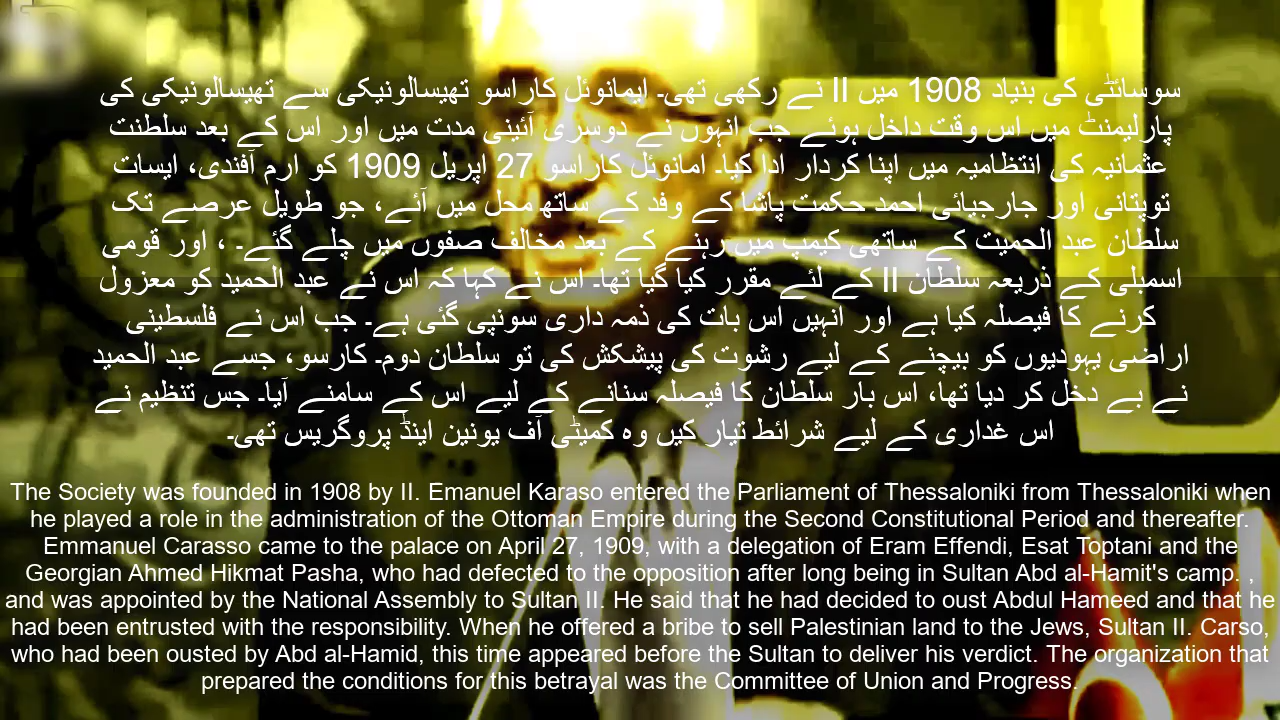 سوسائٹی کی بنیاد 1908 میں II نے رکھی تھی۔ ایمانوئل کاراسو تھیسالونیکی سے تھیسالونیکی کی
پارلیمنٹ میں اس وقت داخل ہوئے جب انہوں نے دوسری آئینی مدت میں اور اس کے بعد سلطنت
عثمانیہ کی انتظامیہ میں اپنا کردار ادا کیا۔ امانوئل کاراسو 27 اپریل 1909 کو ارم آفندی، ایسات
توپتانی اور جارجیائی احمد حکمت پاشا کے وفد کے ساتھ محل میں آئے، جو طویل عرصے تک
سلطان عبد الحمیت کے ساتھی کیمپ میں رہنے کے بعد مخالف صفوں میں چلے گئے۔ ، اور قومی
اسمبلی کے ذریعہ سلطان II کے لئے مقرر کیا گیا تھا۔ اس نے کہا کہ اس نے عبد الحمید کو معزول
کرنے کا فیصلہ کیا ہے اور انہیں اس بات کی ذمہ داری سونپی گئی ہے۔ جب اس نے فلسطینی
اراضی یہودیوں کو بیچنے کے لیے رشوت کی پیشکش کی تو سلطان دوم۔ کارسو، جسے عبد الحمید
نے بے دخل کر دیا تھا، اس بار سلطان کا فیصلہ سنانے کے لیے اس کے سامنے آیا۔ جس تنظیم نے
اس غداری کے لیے شرائط تیار کیں وہ کمیٹی آف یونین اینڈ پروگریس تھی۔
The Society was founded in 1908 by II. Emanuel Karaso entered the Parliament of Thessaloniki from Thessaloniki when
he played a role in the administration of the Ottoman Empire during the Second Constitutional Period and thereafter.
Emmanuel Carasso came to the palace on April 27, 1909, with a delegation of Eram Effendi, Esat Toptani and the
Georgian Ahmed Hikmat Pasha, who had defected to the opposition after long being in Sultan Abd al-Hamit's camp. ,
and was appointed by the National Assembly to Sultan II. He said that he had decided to oust Abdul Hameed and that he
had been entrusted with the responsibility. When he offered a bribe to sell Palestinian land to the Jews, Sultan II. Carso,
who had been ousted by Abd al-Hamid, this time appeared before the Sultan to deliver his verdict. The organization that
prepared the conditions for this betrayal was the Committee of Union and Progress.